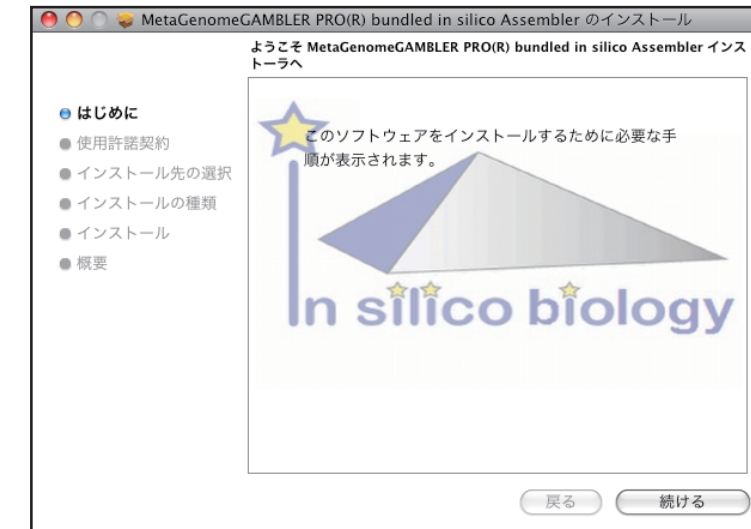 MetaGenomeGAMBLER PRO(R) bundled in silico Assembler のインストール
ようこそ MetaGenomeGAMBLER PRO(R) bundled in silico Assembler インス
トーラへ
はじめに
使用許諾契約
インストール先の選択
インストールの種類
インストール
概要
このソフトウェアをインストールするために必要な手
順が表示されます。
In silico biology
戻る
続ける